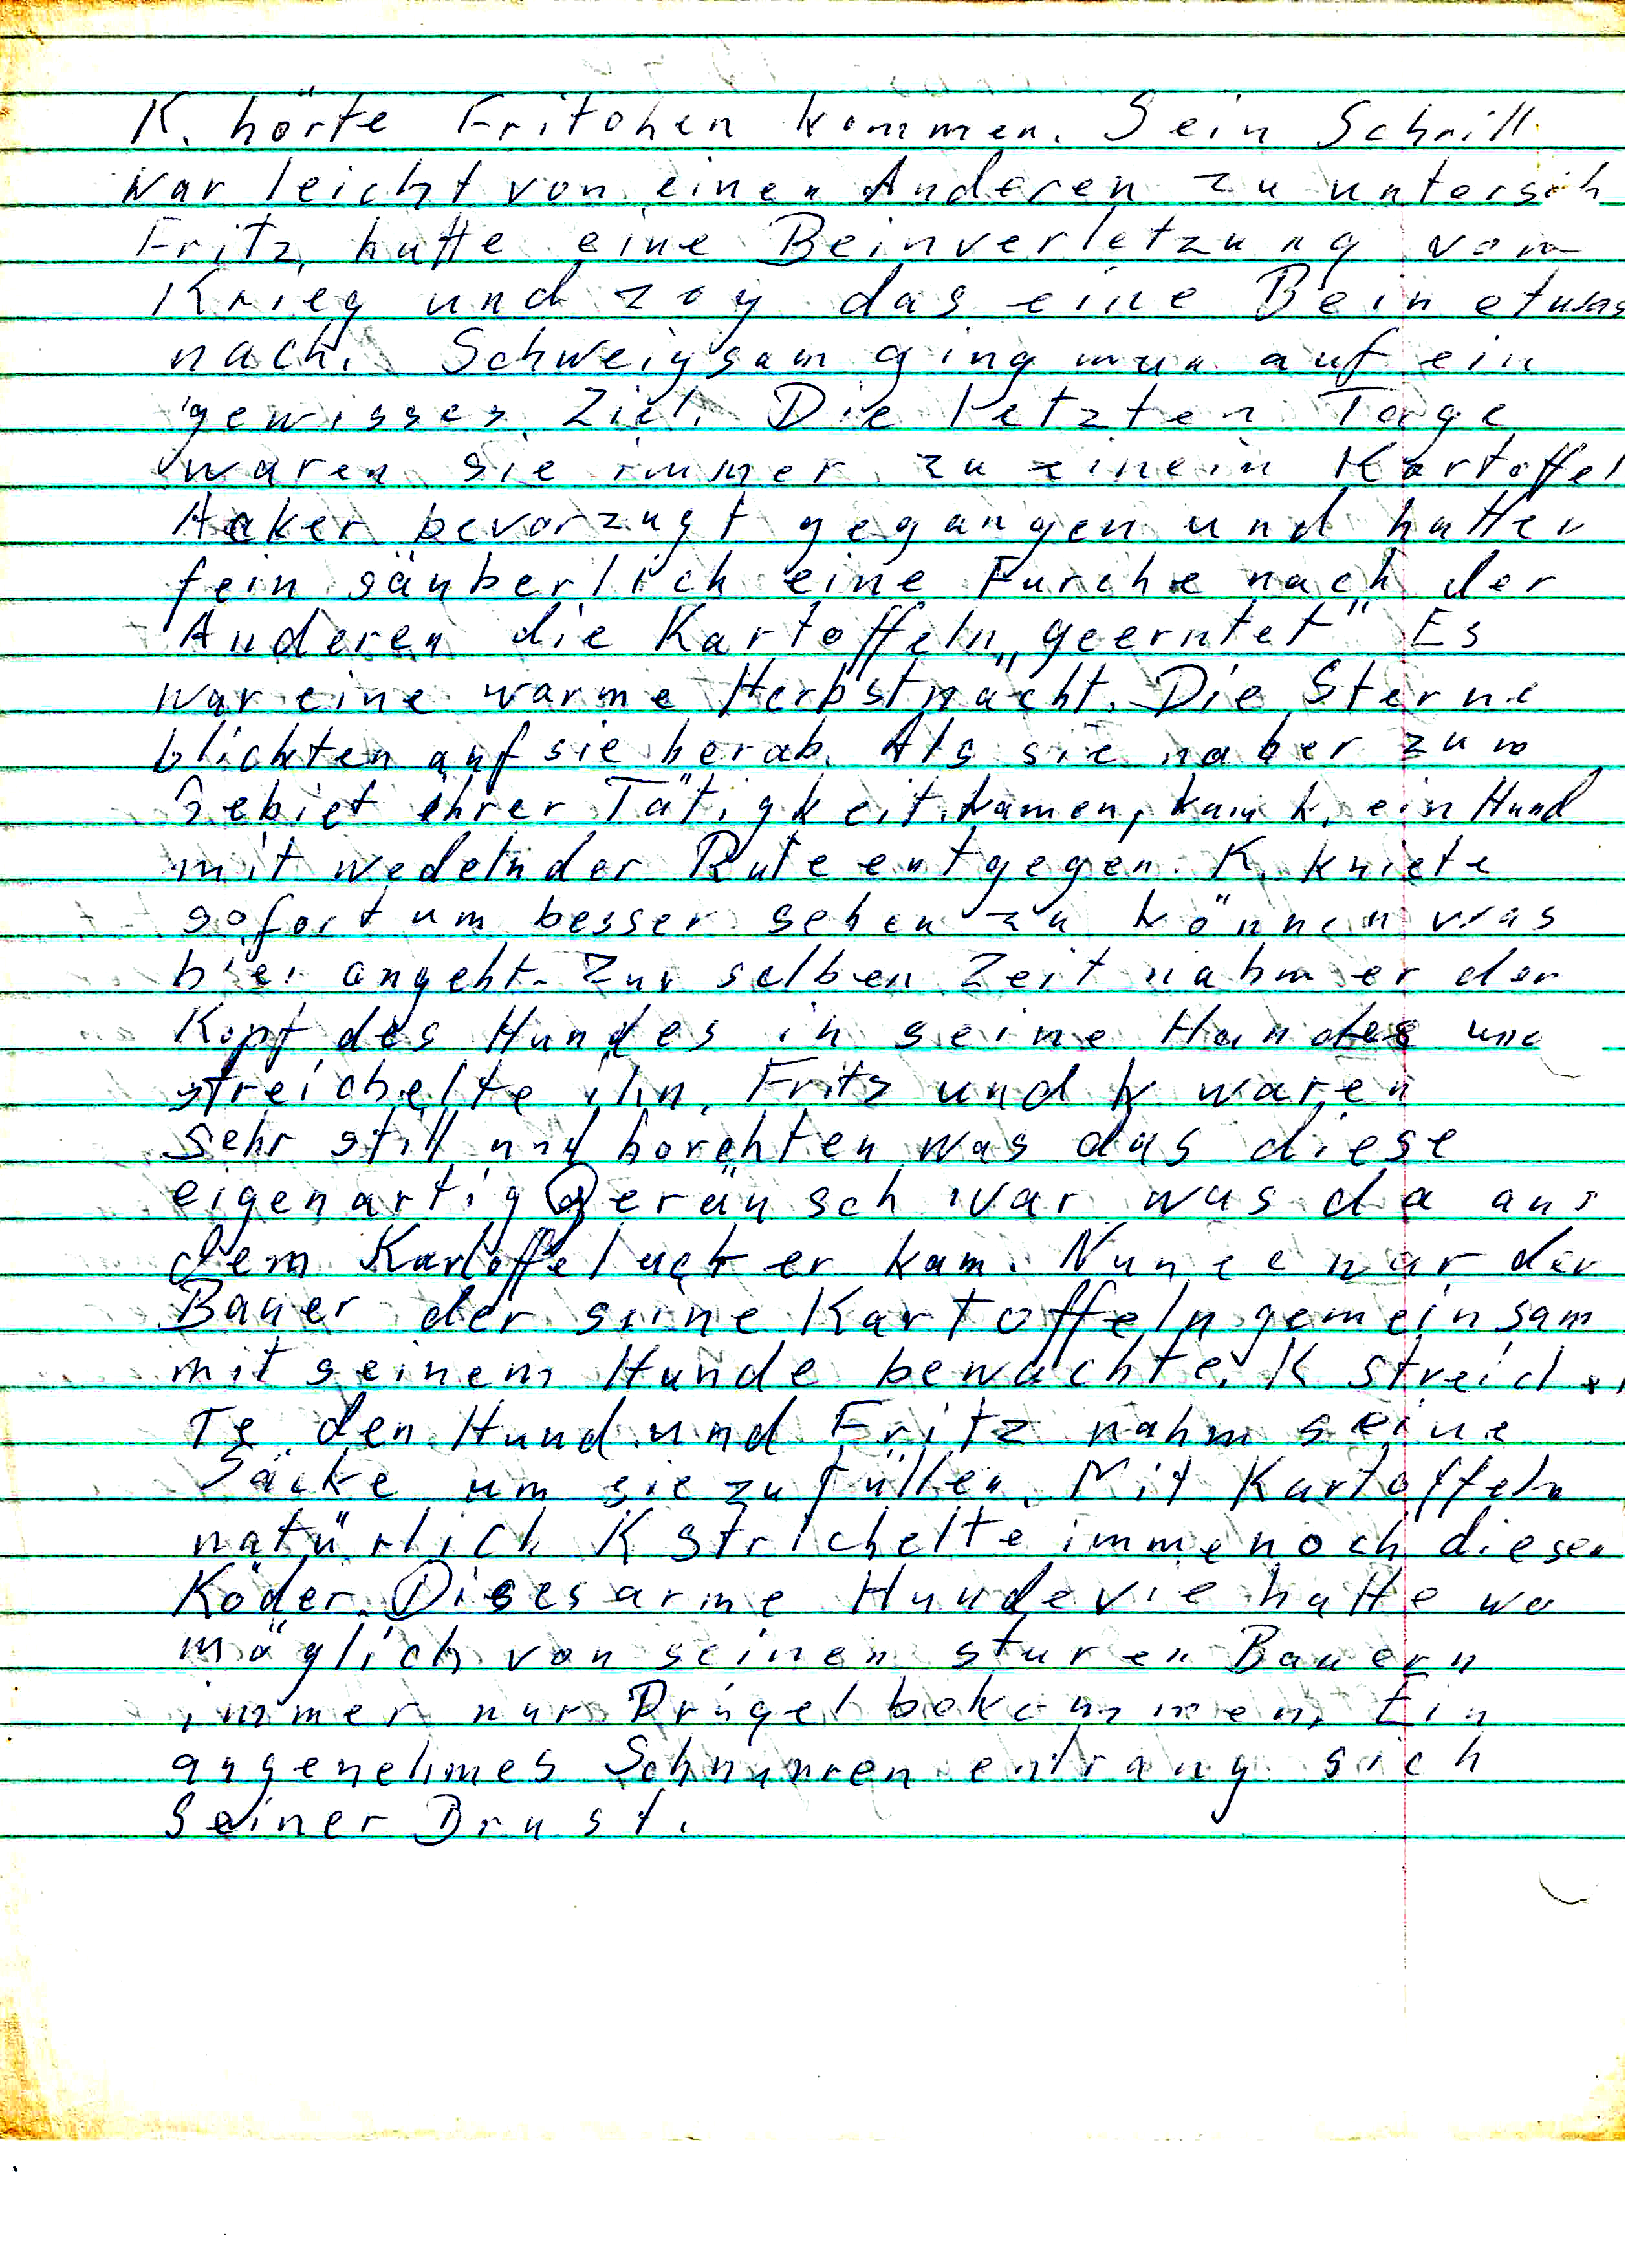 K. hörte Fritchen kommen. Sein Schritt
war leicht von einen Anderen zu untersch
Fritz hatte eine Beinverletzung vom
Krieg und zog das eine Bein etwas
nach. Schweigsam ging man auf ein
gewisses Ziel. Die letzten Tage
waren sie immer zu einem Kartoffel
Acker bevorzugt gegangen und hatten
fein säuberlich eine Furche nach der
Anderen die Kartoffeln „geerntet" Es
war eine warme Herbstnacht. Die Sterne
blickten auf sie herab. Als sie naher zum
Gebiet ihrer Tätigkeit kamen, kam K. ein Hund
mit wedelnder Rute entgegen. K. kniete
sofort um besser sehen zu können was
hier angeht. Zur selben Zeit nahm er den
Kopf des Hundes in seine Hande und
streichelte ihn. Fritz und K waren
sehr still und horchten was das diese
eigenartig Geräusch war was da aus
dem Kartoffelacker kam. Nun es war der
Bauer der seine Kartoffeln gemeinsam
mit seinem Hunde bewachte. K streichel
Te den Hund und Fritz nahm seine
Säcke um sie zu füllen. Mit Kartoffeln
natürlich K strichelte immenoch diesen
Köder. Dieses arme Hundevie hatte wo
möglich von seinen sturen Bauern
immer nur Prügel bekommen. Ein
angenehmes Schnurren entrang sich
seiner Brust.